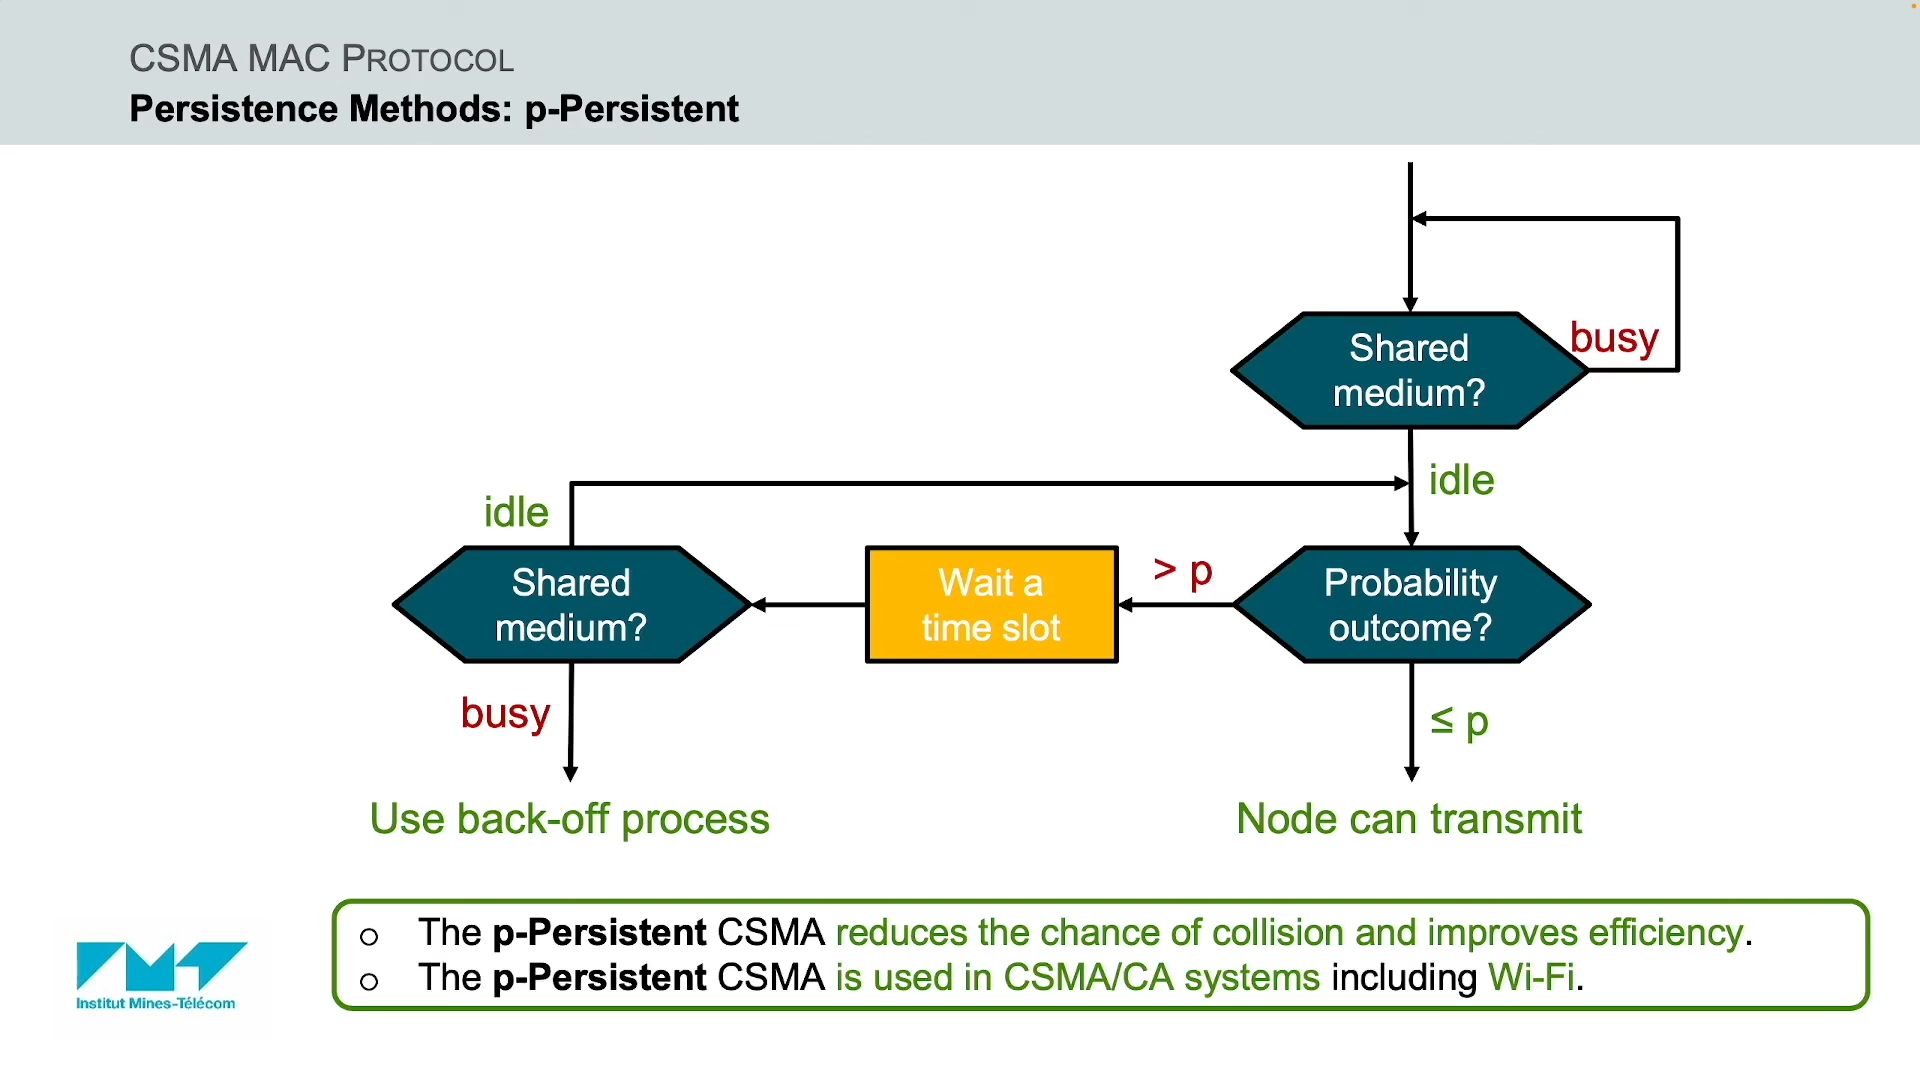 CSMA MAC PROTOCOL
Persistence Methods: p-Persistent
Shared
medium?
busy
idle
idle
Shared
medium?
Wait a
time slot
> p
Probability
outcome?
busy
≤ p
Use back-off process
Node can transmit
o The p-Persistent CSMA reduces the chance of collision and improves efficiency.
o The p-Persistent CSMA is used in CSMA/CA systems including Wi-Fi.
IMT
Institut Mines-Télécom